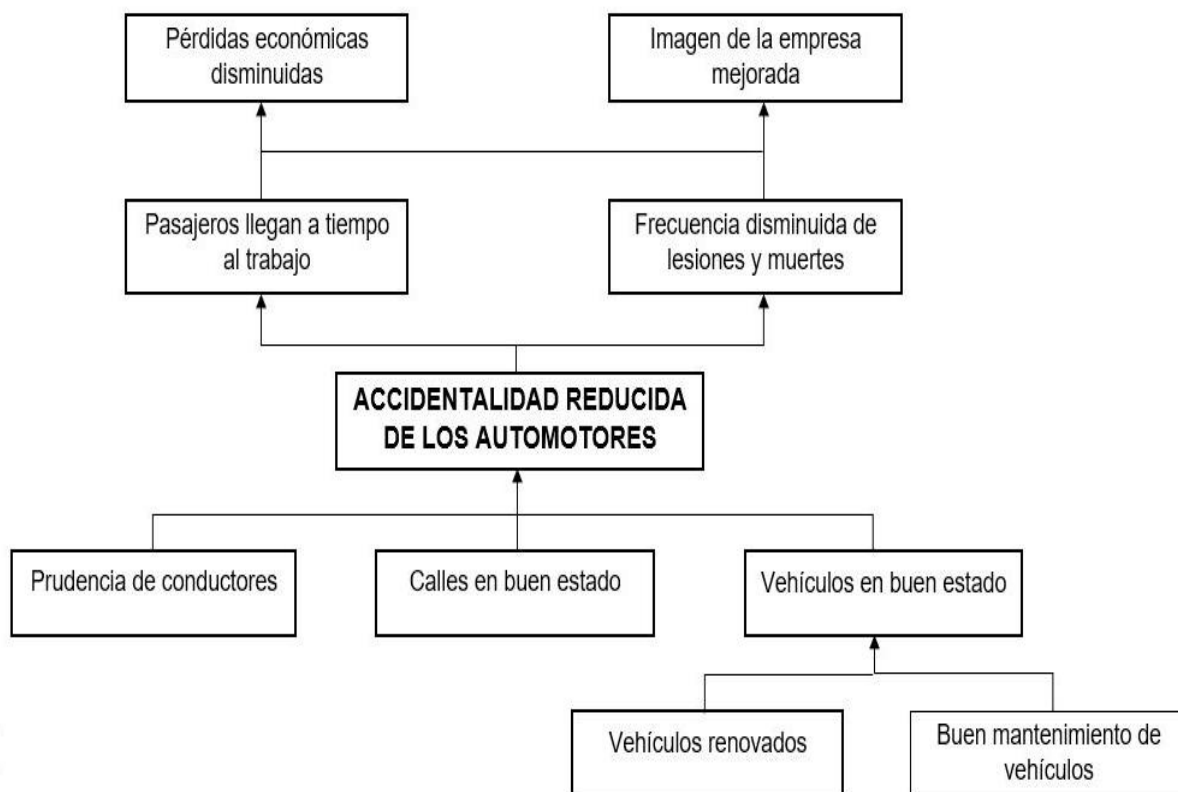 Pérdidas económicas
disminuidas
Imagen de la empresa
mejorada
Pasajeros llegan a tiempo
al trabajo
Frecuencia disminuida de
lesiones y muertes
ACCIDENTALIDAD REDUCIDA
DE LOS AUTOMOTORES
Prudencia de conductores
Calles en buen estado
Vehículos en buen estado
Vehículos renovados
Buen mantenimiento de
vehículos